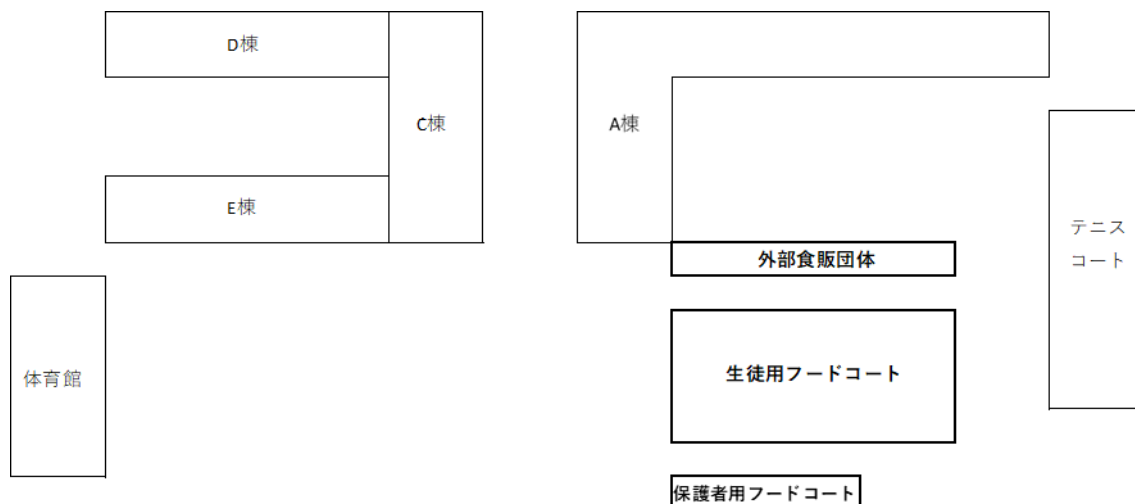 D棟
C棟
A棟
E棟
テニス
コート
外部食販団体
体育館
生徒用フードコート
保護者用フードコート